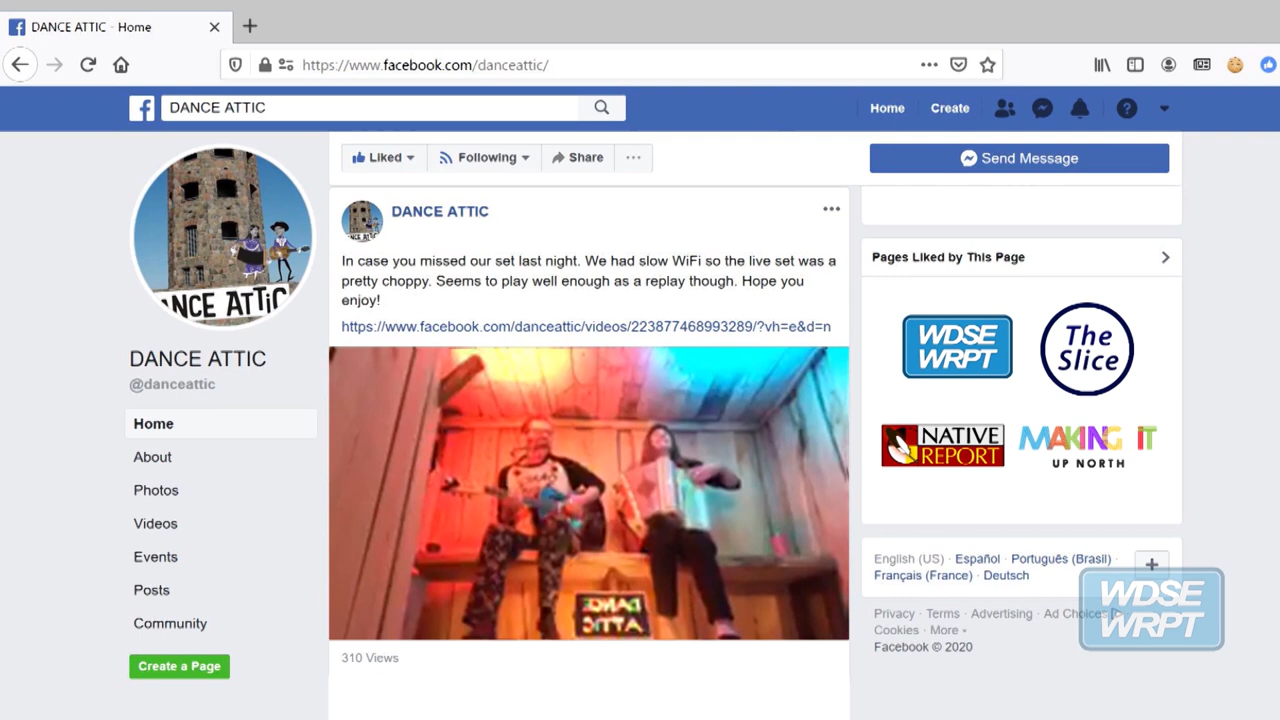 DANCE ATTIC - Home
https://www.facebook.com/danceattic/
DANCE ATTIC
Home
Create
Liked
Following
Share
Send Message
DANCE ATTIC
DANCE ATTIC
@danceattic
Home
About
Photos
Videos
Events
Posts
Community
Create a Page
DANCE ATTIC
In case you missed our set last night. We had slow WiFi so the live set was a
pretty choppy. Seems to play well enough as a replay though. Hope you
enjoy!
https://www.facebook.com/danceattic/videos/223877468993289/?vh=e&d=n
DANCE
ATTIC
310 Views
Pages Liked by This Page
WDSE
WRPT
The
Slice
NATIVE
REPORT
MAKING IT
UP NORTH
English (US) · Español · Português (Brasil) ·
Français (France) · Deutsch
Privacy · Terms · Advertising · Ad Choices
Cookies · More
Facebook © 2020
WDSE
WRPT